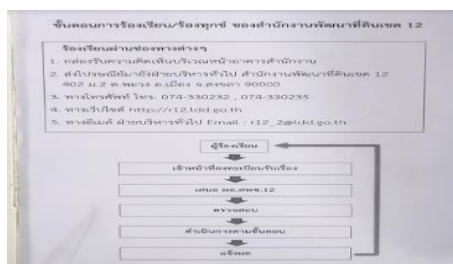 ขั้นตอนการร้องเรียน/ร้องทุกข์ ของสำนักงานพัฒนาที่ดินเขต 12
ร้องเรียนผ่านช่องทางต่างๆ
1. กล่องรับความคิดเห็นบริเวณหน้าอาคารสำนักงาน
2. ส่งไปรษณีย์มายังฝ่ายบริหารทั่วไป สำนักงานพัฒนาที่ดินเขต 12
402 ม.2 ต.พะวง อ.เมือง จ.สงขลา 90000
3. ทางโทรศัพท์ โทร. 074-330232 , 074-330235
4. ทางเว็ปไซต์ http://r12.ldd.go.th
5. ทางอีเมล์ ฝ่ายบริหารทั่วไป Email : r12_2@ldd.go.th
ผู้ร้องเรียน
เจ้าหน้าที่ลงทะเบียนรับเรื่อง
เสนอ ผอ.สพข.12
ตรวจสอบ
ดำเนินการตามขั้นตอน
แจ้งผล